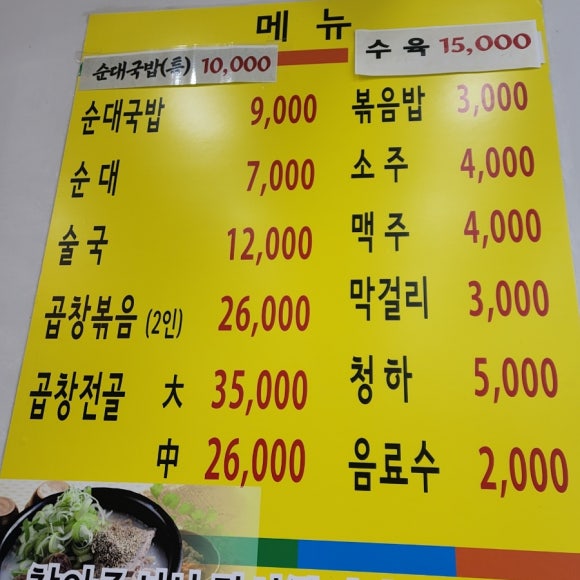 메 뉴
순대국밥(특) 10,000
수 육 15,000
순대국밥 9,000
순 대 7,000
술 국 12,000
곱창볶음 (2인) 26,000
곱창전골 大 35,000
中 26,000
볶음밥 3,000
소 주 4,000
맥 주 4,000
막걸리 3,000
청 하 5,000
음료수 2,000